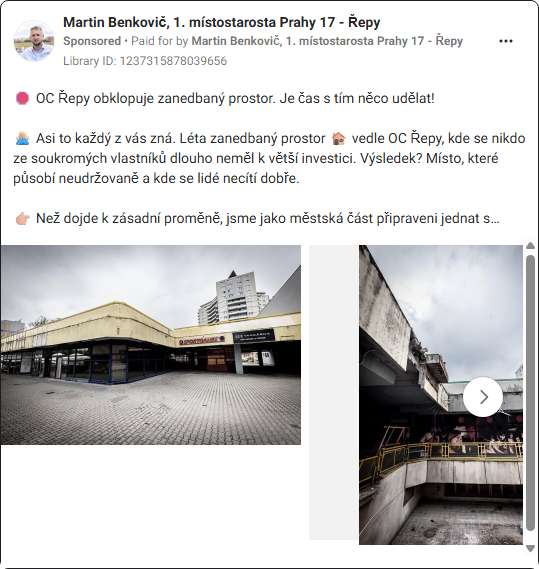 Martin Benkovič, 1. místostarosta Prahy 17 - Řepy
Sponsored • Paid for by Martin Benkovič, 1. místostarosta Prahy 17 - Řepy
Library ID: 1237315878039656
OC Řepy obklopuje zanedbaný prostor. Je čas s tím něco udělat!
Asi to každý z vás zná. Léta zanedbaný prostor 🏠 vedle OC Řepy, kde se nikdo
ze soukromých vlastníků dlouho neměl k větší investici. Výsledek? Místo, které
působí neudržovaně a kde se lidé necítí dobře.
👉 Než dojde k zásadní proměně, jsme jako městská část připraveni jednat s...